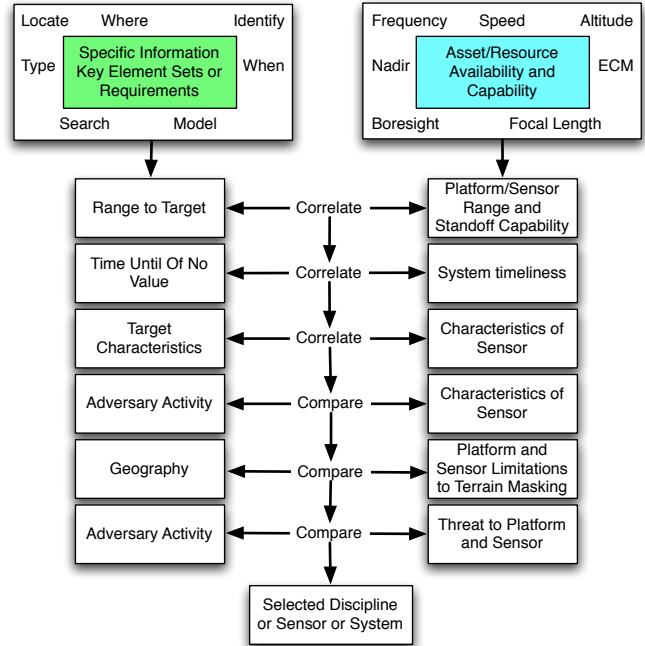 Locate Where Identify
Specific Information
Key Element Sets or
Requirements
Type When
Search Model
Frequency Speed Altitude
Asset/Resource
Availability and
Capability
Nadir ECM
Boresight Focal Length
Range to Target
Correlate
Platform/Sensor
Range and
Standoff Capability
Time Until Of No
Value
Correlate
System timeliness
Target
Characteristics
Correlate
Characteristics of
Sensor
Adversary Activity
Compare
Characteristics of
Sensor
Geography
Compare
Platform and
Sensor Limitations
to Terrain Masking
Adversary Activity
Compare
Threat to Platform
and Sensor
Selected Discipline
or Sensor or System